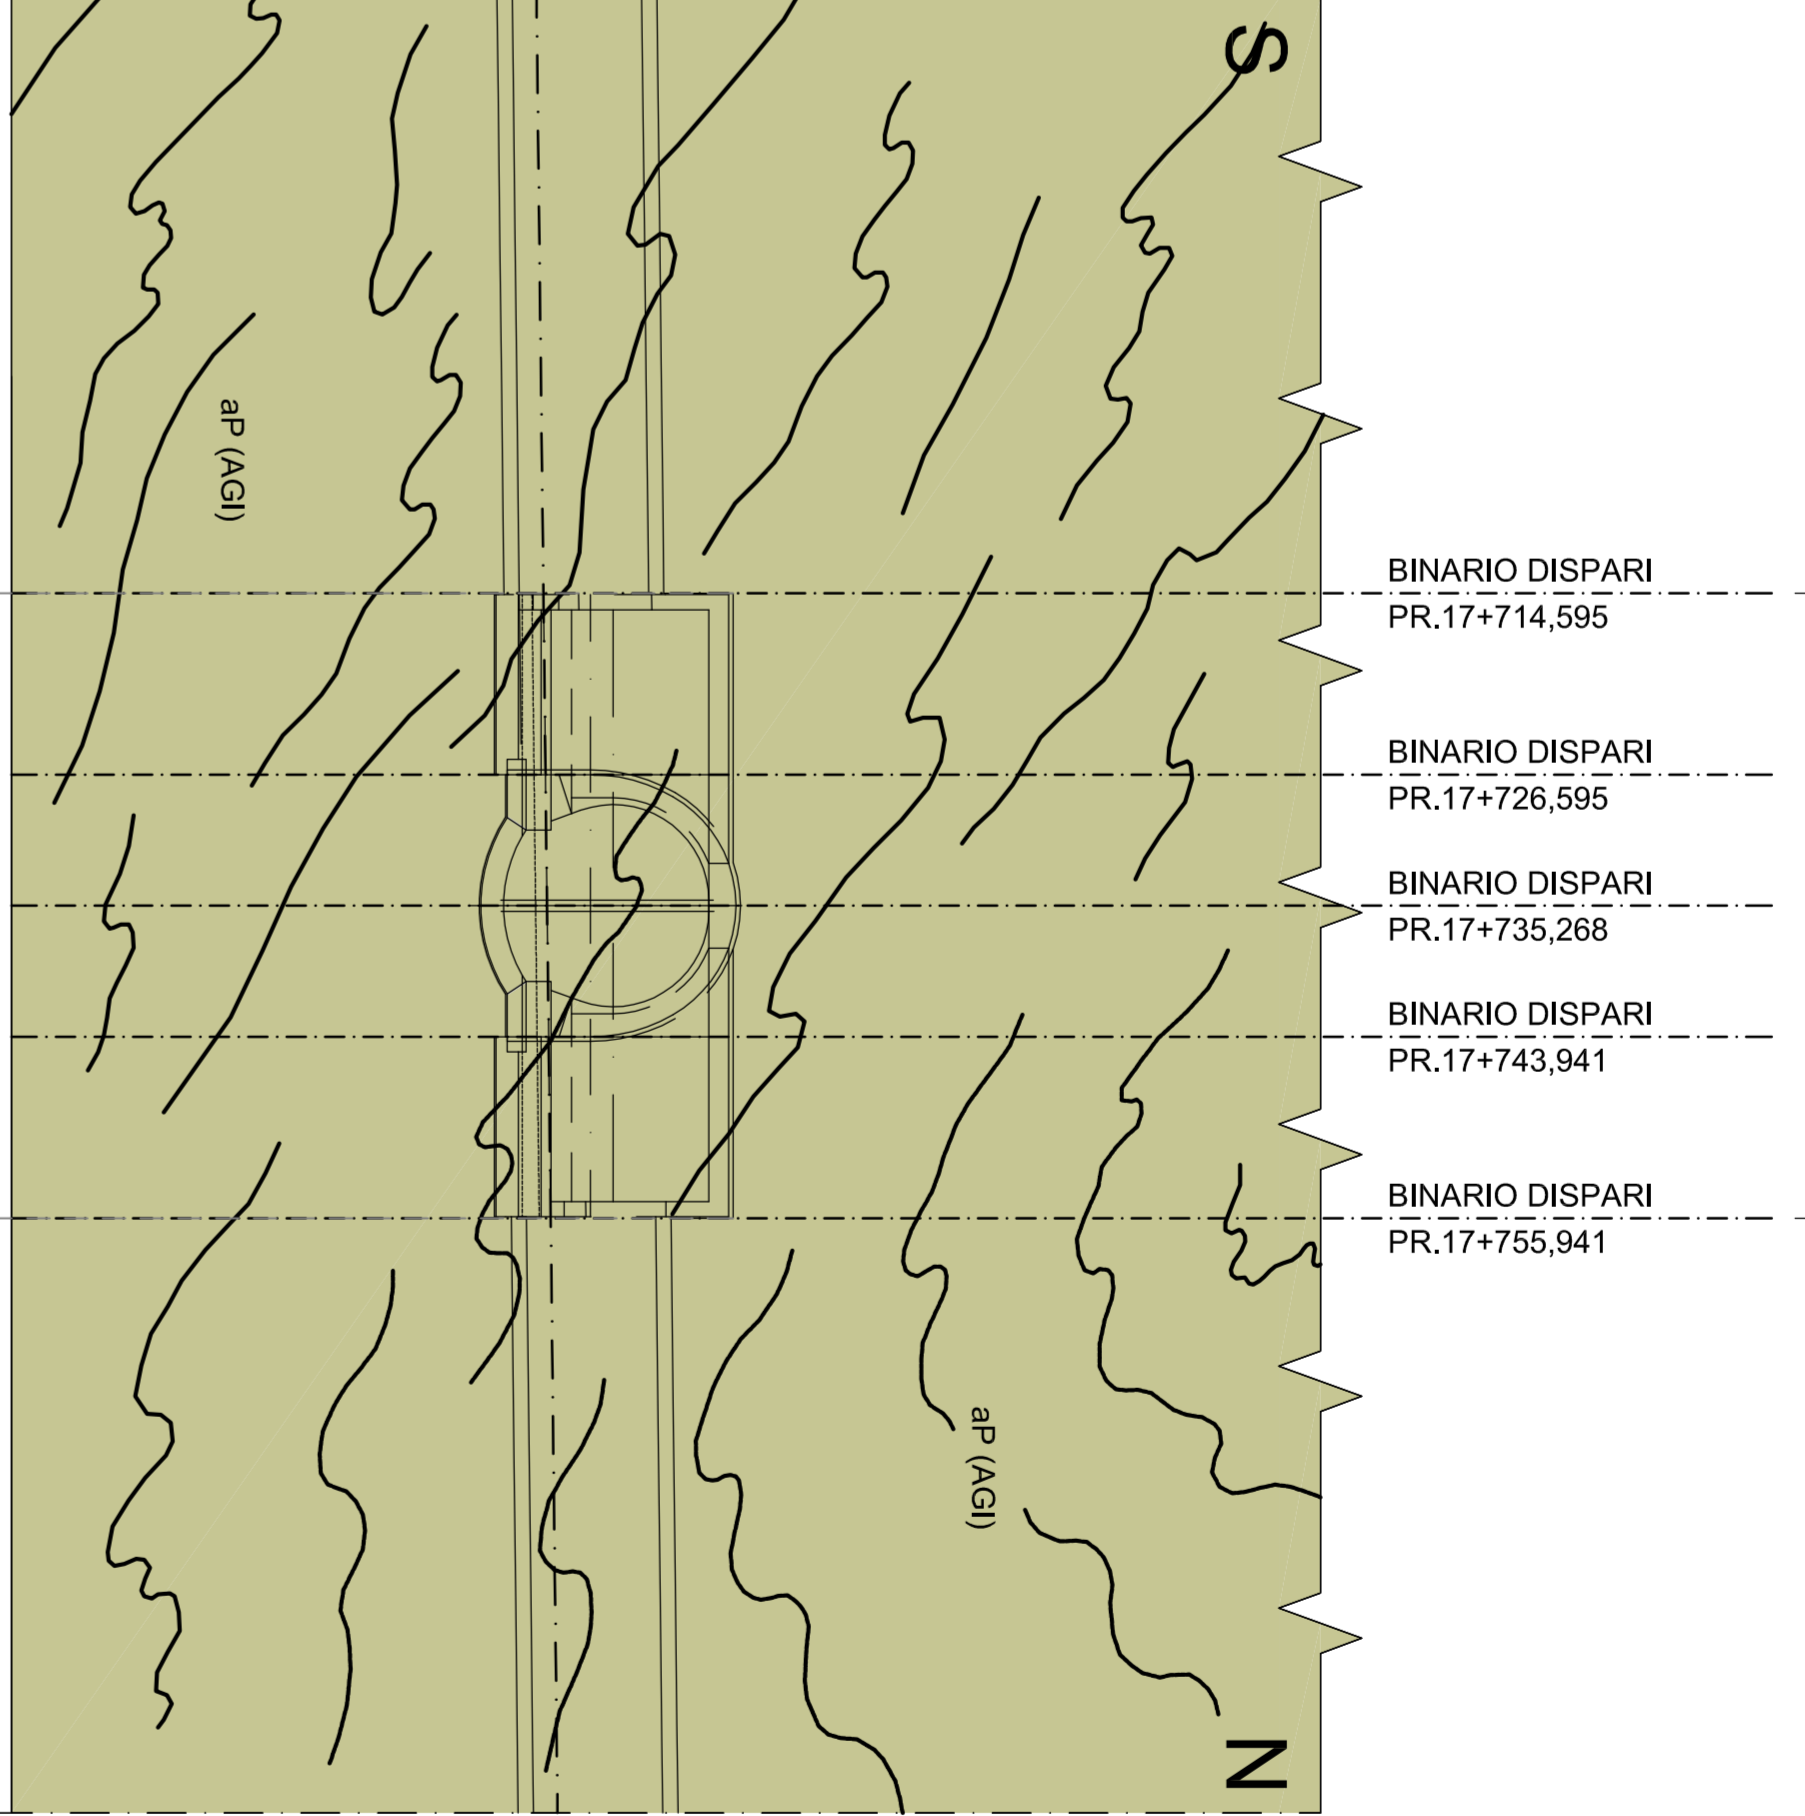 S
aP (AGI)
BINARIO DISPARI
PR.17+714,595
BINARIO DISPARI
PR.17+726,595
BINARIO DISPARI
PR.17+735,268
BINARIO DISPARI
PR.17+743,941
BINARIO DISPARI
PR.17+755,941
aP (AGI)
N